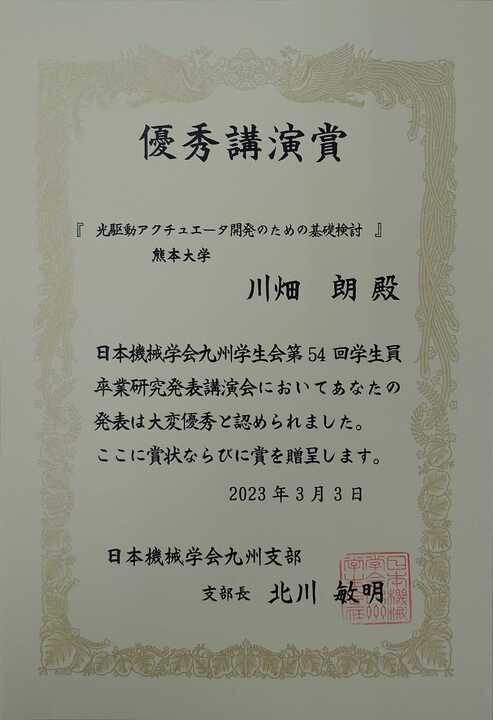 優秀講演賞
『 光駆動アクチュエータ開発のための基礎検討 』
熊本大学
川畑 朗 殿
日本機械学会九州学生会第 54 回学生員
卒業研究発表講演会においてあなたの
発表は大変優秀と認められました。
ここに賞状ならびに賞を贈呈します。
2023 年 3 月 3 日
日本機械学会九州支部
支部長 北川 敏明